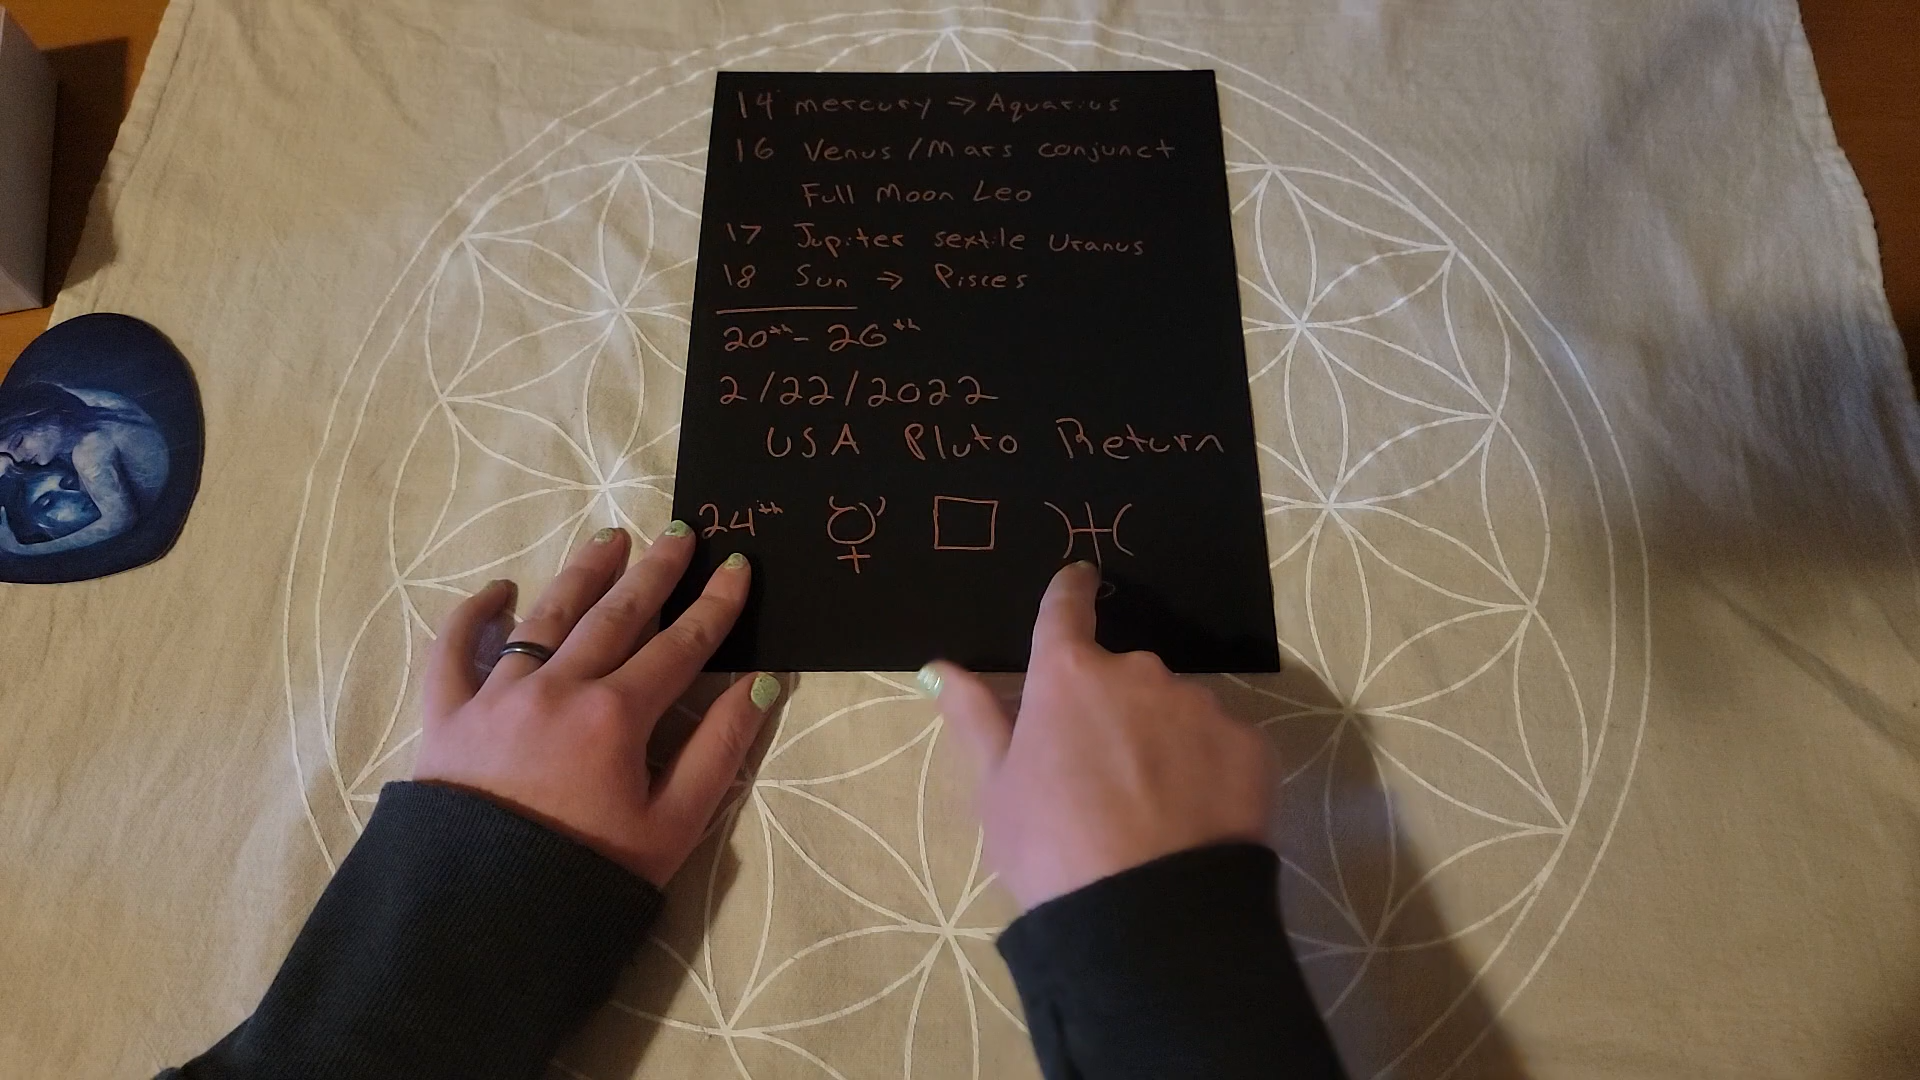 14 mercury → Aquarius
16 Venus/Mars conjunct
Full Moon Leo
17 Jupiter sextile Uranus
18 Sun → Pisces
20th - 26th
2/22/2022
USA Pluto Return
24th ☿ □ ♅